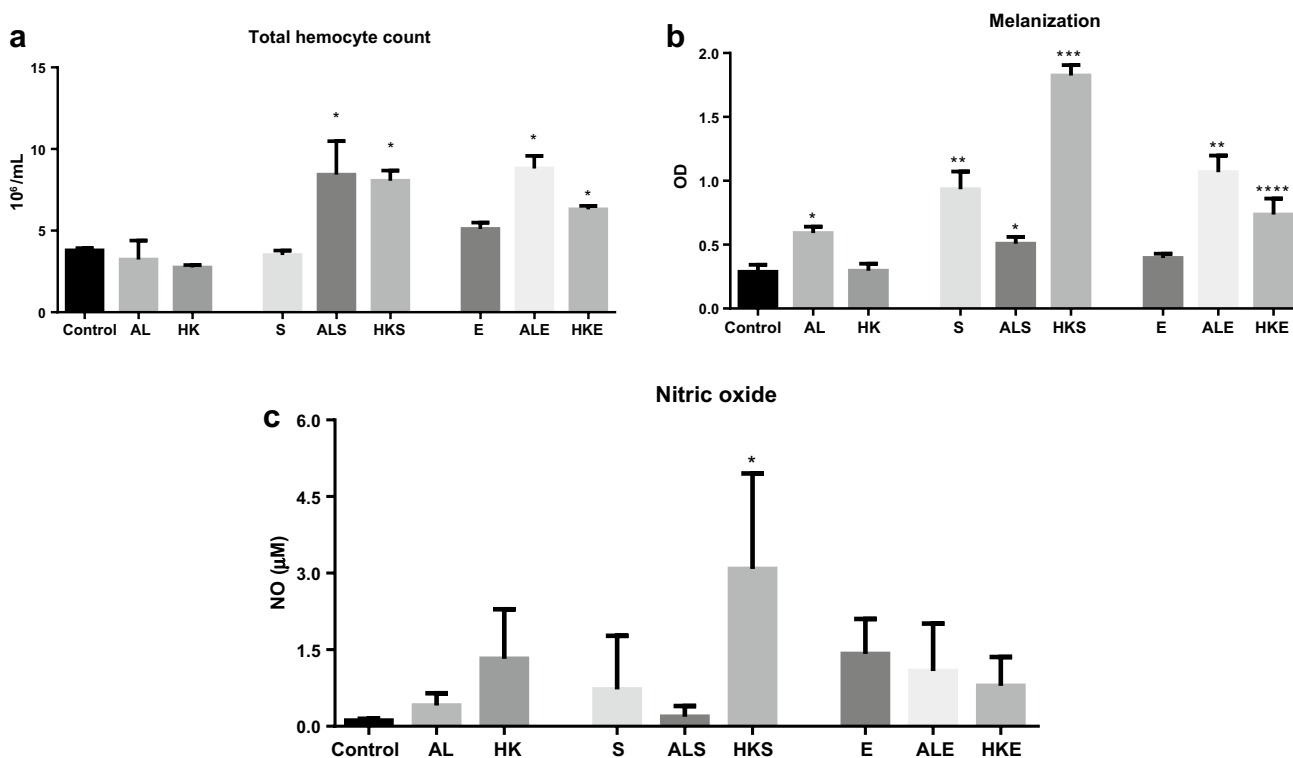 a
Total hemocyte count
15
10
5
0
10⁶/mL
* * * *
Control AL HK S ALS HKS E ALE HKE
b
Melanization
2.0
1.5
1.0
0.5
0.0
OD
* ** * *** ** ****
Control AL HK S ALS HKS E ALE HKE
c
Nitric oxide
6.0
4.5
3.0
1.5
0.0
NO (μM)
*
Control AL HK S ALS HKS E ALE HKE